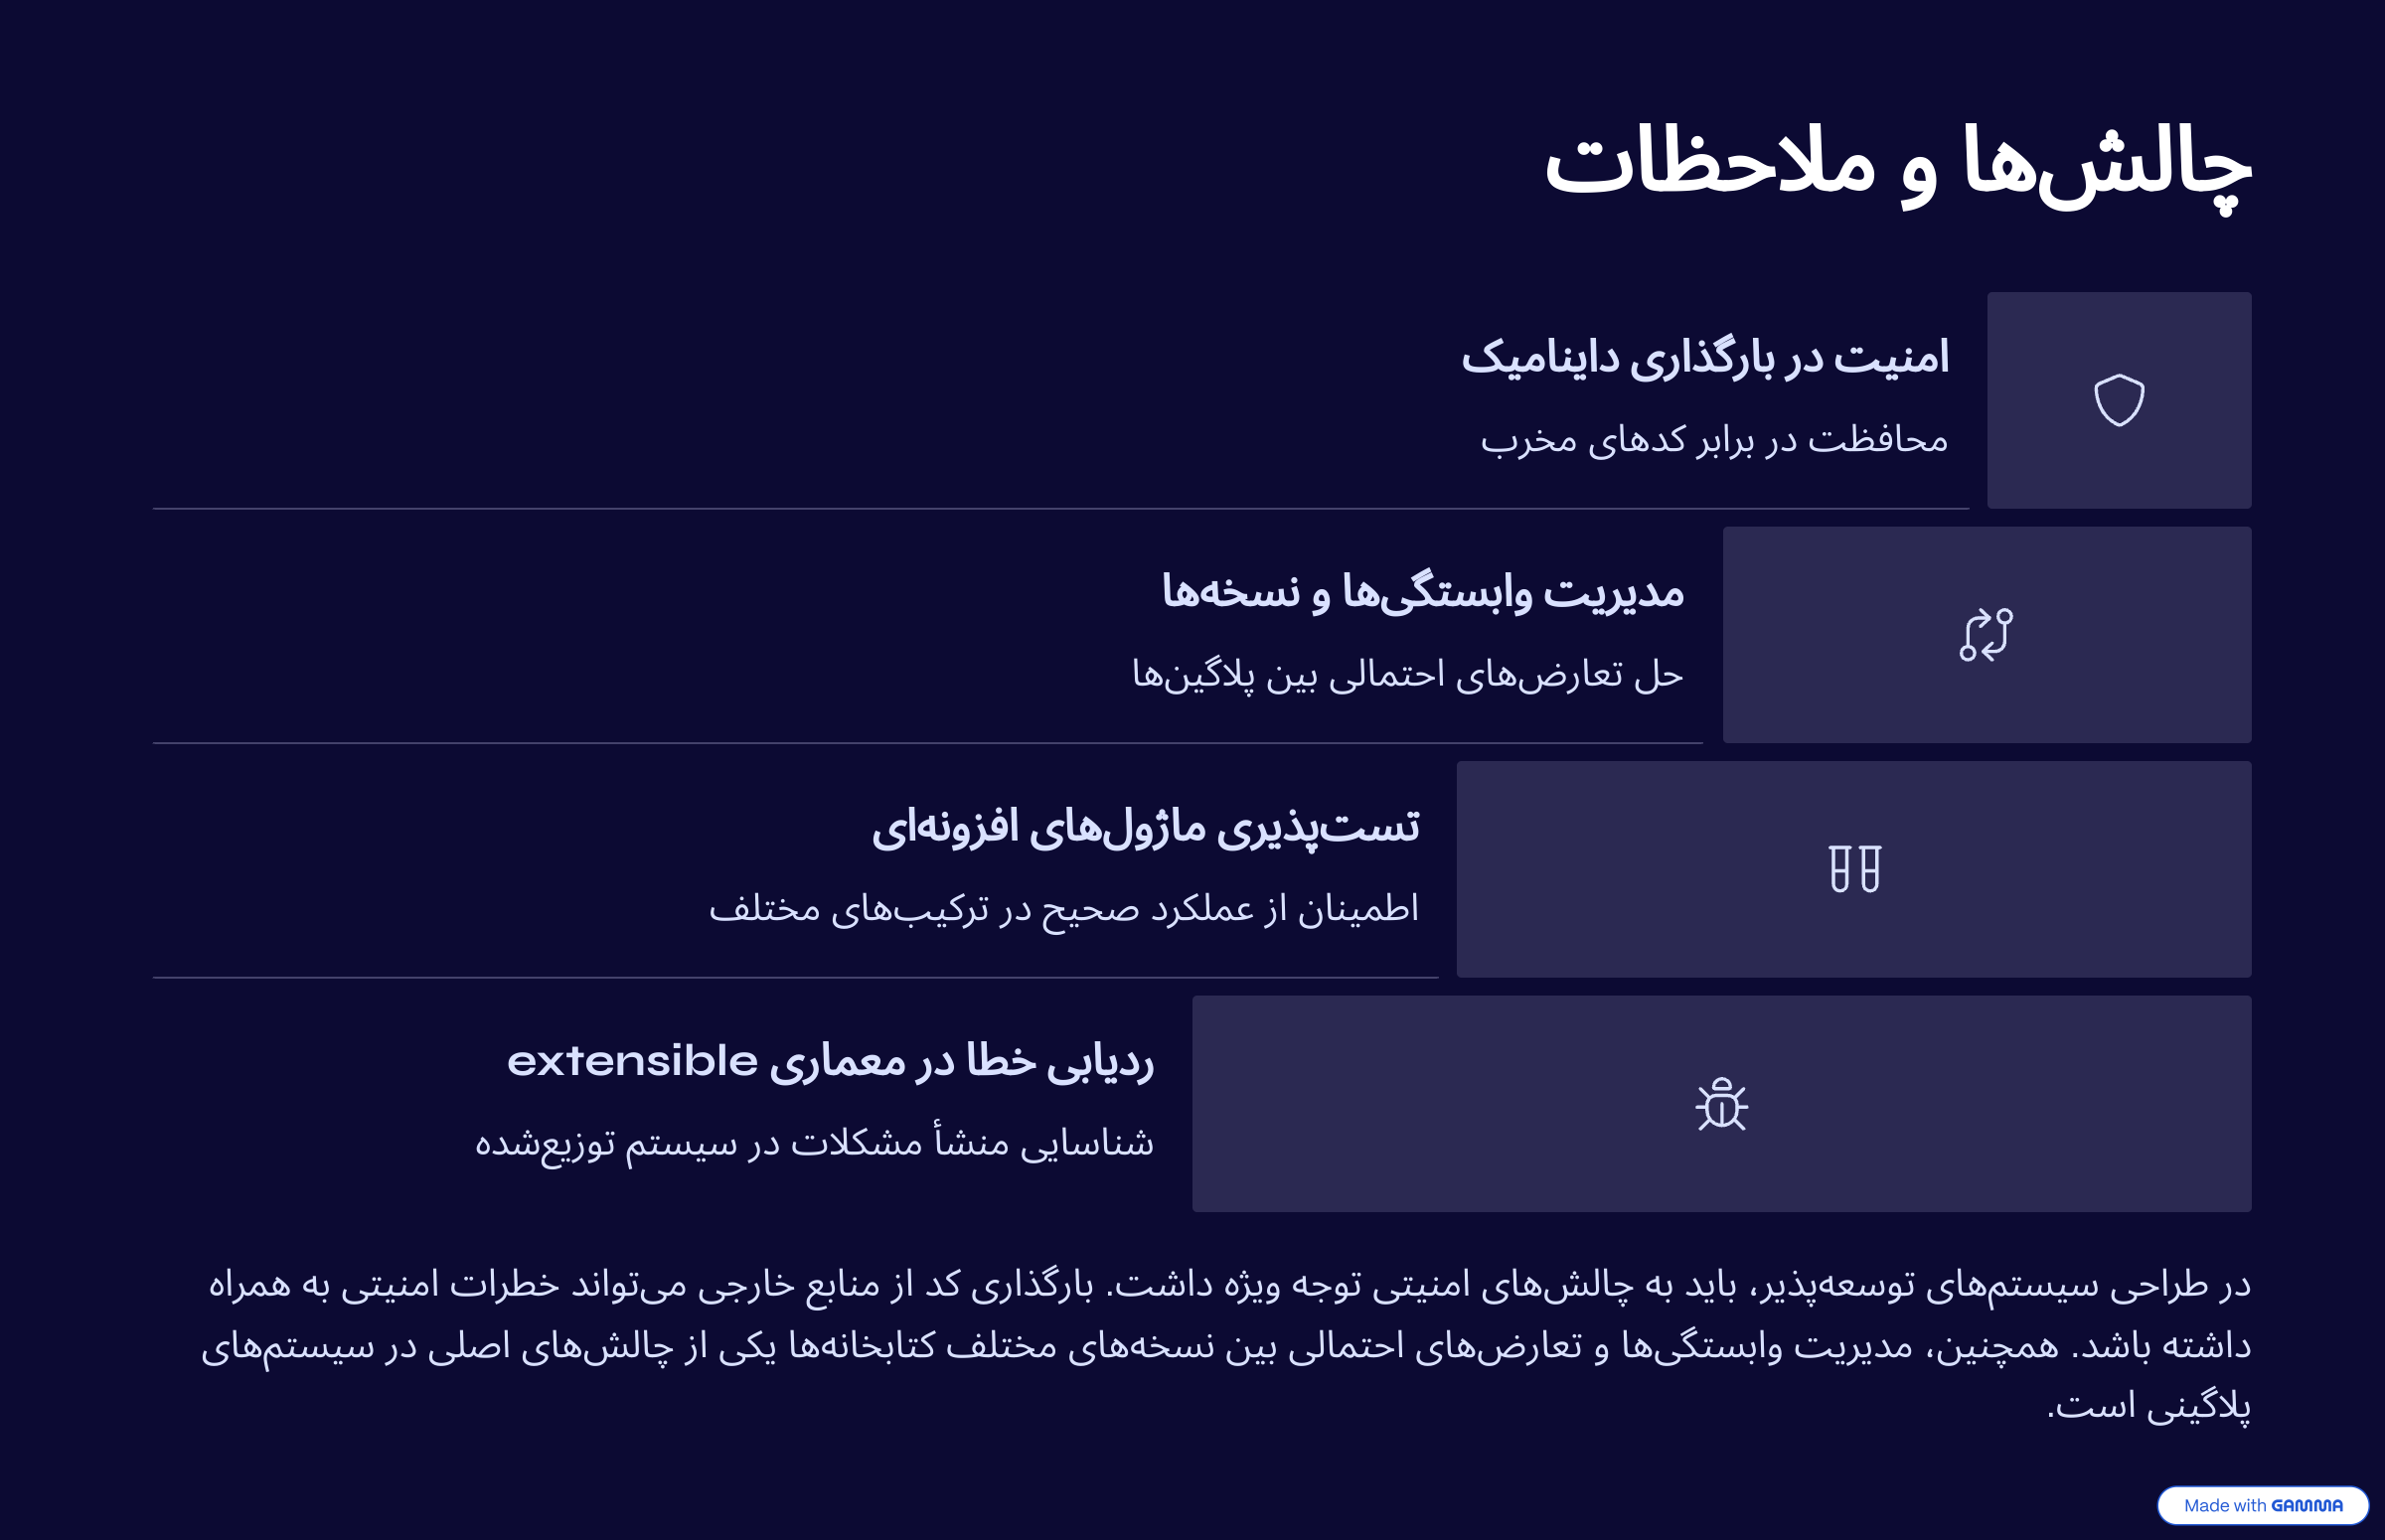 چالش‌ها و ملاحظات
امنیت در بارگذاری داینامیک
محافظت در برابر کدهای مخرب
مدیریت وابستگی‌ها و نسخه‌ها
حل تعارض‌های احتمالی بین پلاگین‌ها
تست‌پذیری ماژول‌های افزونه‌ای
اطمینان از عملکرد صحیح در ترکیب‌های مختلف
ردیابی خطا در معماری extensible
شناسایی منشأ مشکلات در سیستم توزیع‌شده
در طراحی سیستم‌های توسعه‌پذیر، باید به چالش‌های امنیتی توجه ویژه داشت. بارگذاری کد از منابع خارجی می‌تواند خطرات امنیتی به همراه
داشته باشد. همچنین، مدیریت وابستگی‌ها و تعارض‌های احتمالی بین نسخه‌های مختلف کتابخانه‌ها یکی از چالش‌های اصلی در سیستم‌های
پلاگینی است.
Made with GAMMA